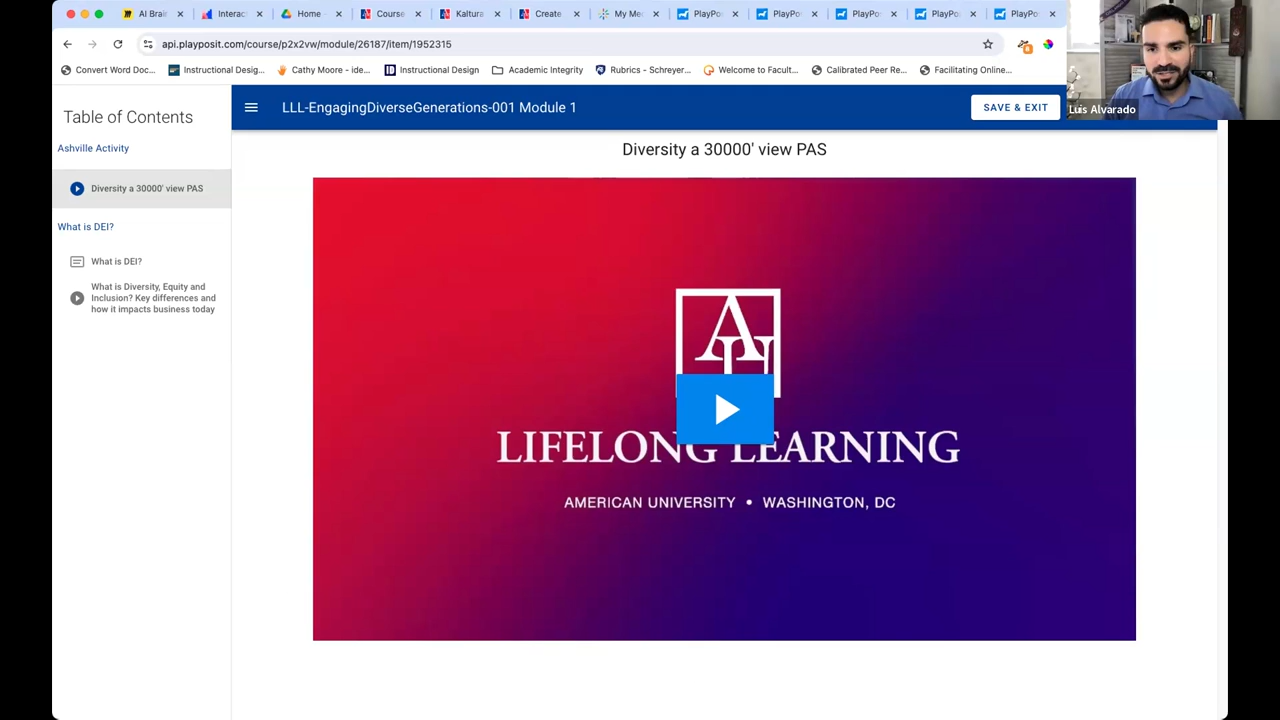 AI Brain
Interac
Home -
Course
Kaltura
Create
My Me
PlayPo
PlayPo
PlayPo
PlayPo
PlayPo
api.playposit.com/course/p2x2vw/module/26187/item/1952315
Convert Word Doc...
Instructional Desig...
Cathy Moore - ide...
Instructional Design
Academic Integrity
Rubrics - Schreyer...
Welcome to Facult...
Calibrated Peer Re...
Facilitating Online...
Luis Alvarado
LLL-EngagingDiverseGenerations-001 Module 1
SAVE & EXIT
Table of Contents
Ashville Activity
Diversity a 30000' view PAS
What is DEI?
What is DEI?
What is Diversity, Equity and
Inclusion? Key differences and
how it impacts business today
Diversity a 30000' view PAS
AU
LIFELONG LEARNING
AMERICAN UNIVERSITY • WASHINGTON, DC